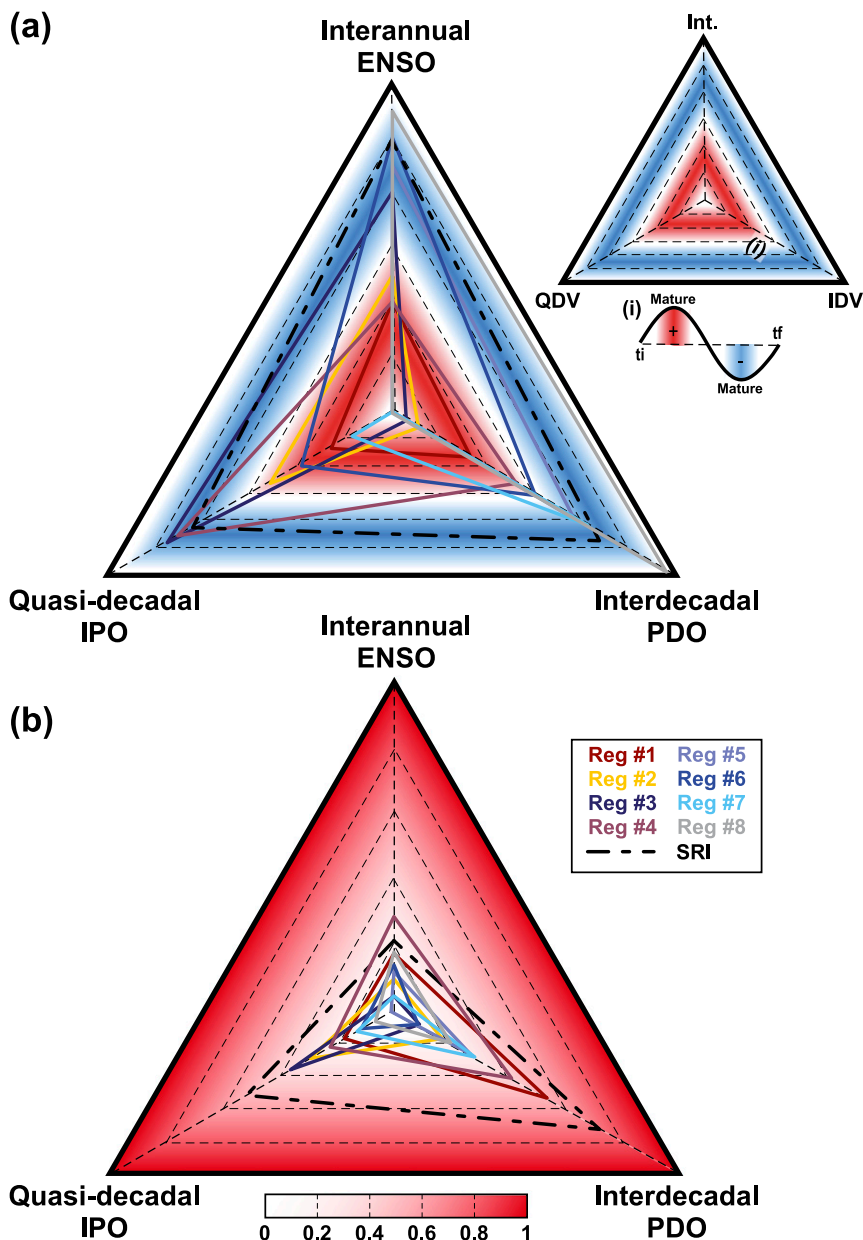 (a)
Interannual
ENSO
Int.
(i)
QDV
IDV
(i)
Mature
+
ti
tf
-
Mature
Quasi-decadal
IPO
Interdecadal
PDO
Interannual
ENSO
(b)
Reg #1 Reg #5
Reg #2 Reg #6
Reg #3 Reg #7
Reg #4 Reg #8
SRI
Quasi-decadal
IPO
Interdecadal
PDO
0 0.2 0.4 0.6 0.8 1